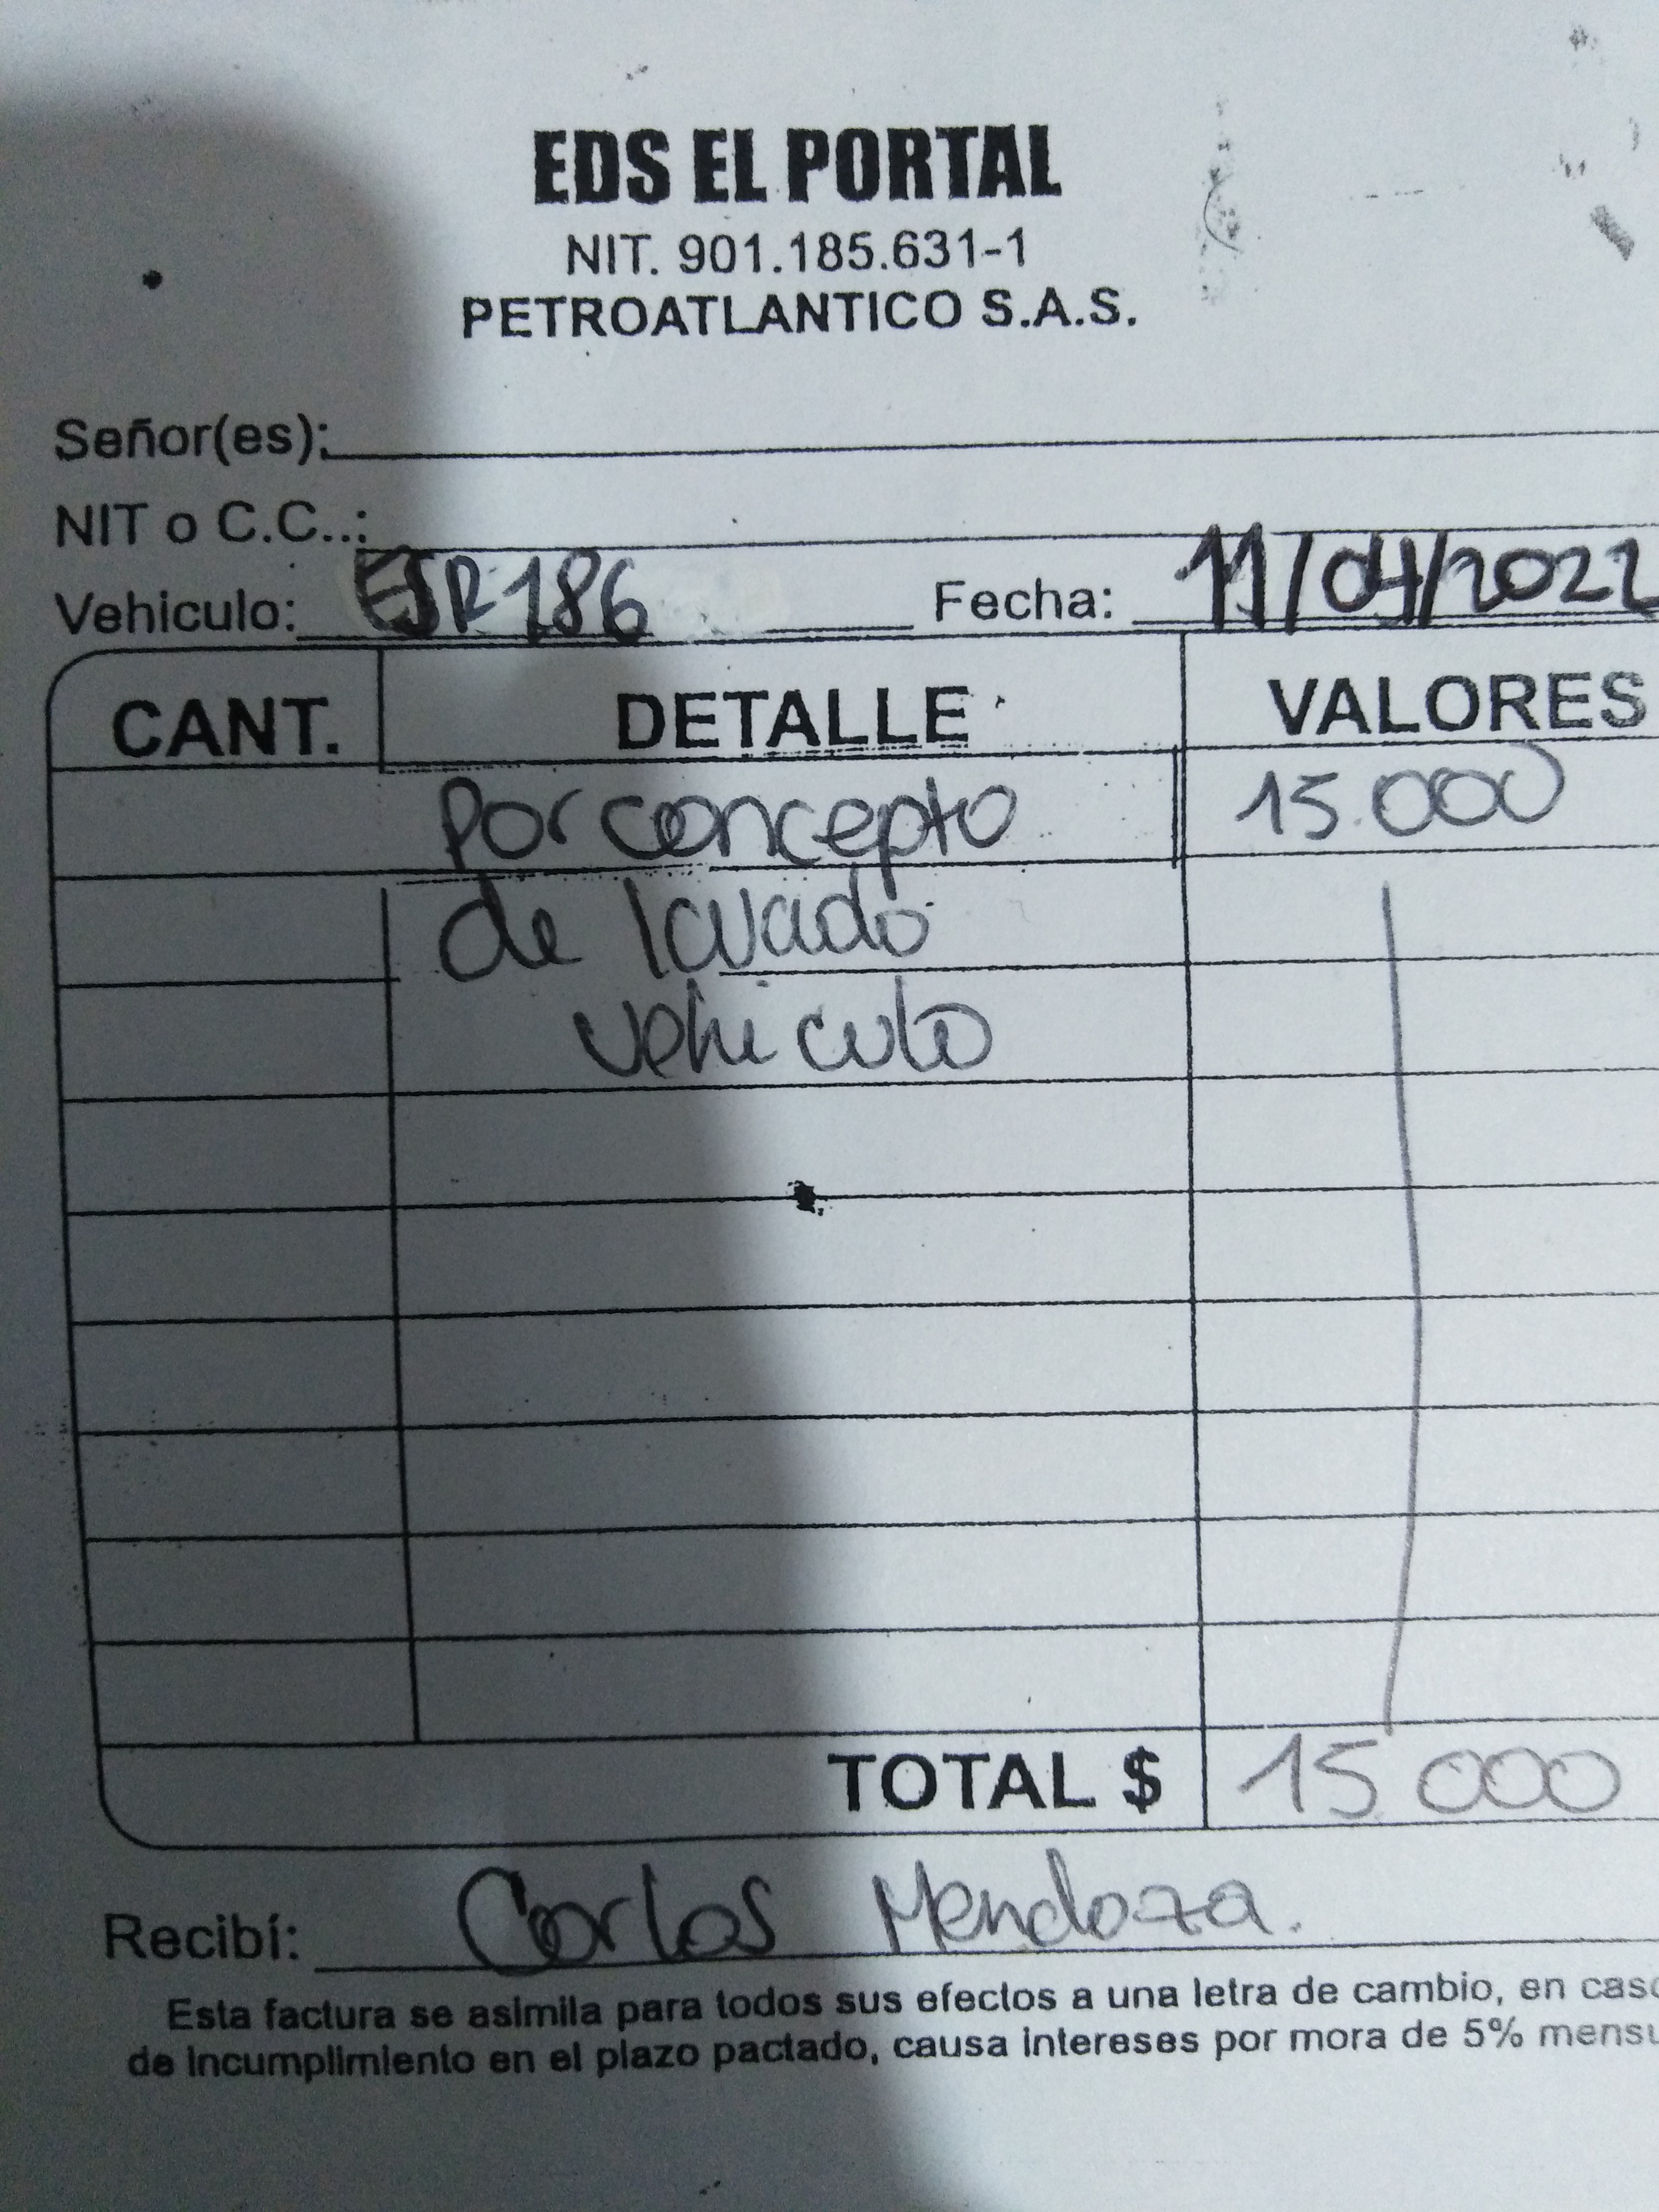 EDS EL PORTAL
NIT. 901.185.631-1
PETROATLANTICO S.A.S.
Señor(es):
NIT o C.C..:
Vehiculo: ESR186 Fecha: 11/04/2022
CANT. DETALLE VALORES
Por concepto 15.000
de lavado
vehiculo
TOTAL $ 15 000
Recibí: Carlos Mendoza.
Esta factura se asimila para todos sus efectos a una letra de cambio, en caso
de incumplimiento en el plazo pactado, causa intereses por mora de 5% mensu